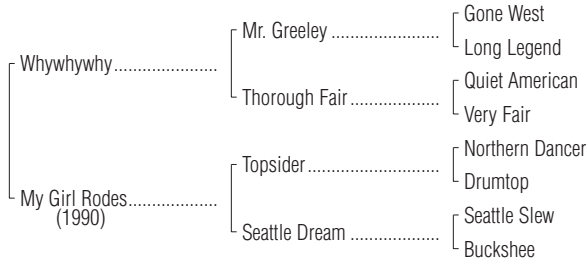 Gone West
Mr. Greeley ........................
Long Legend
Whywhywhy.......................
Quiet American
Thorough Fair ....................
Very Fair
Northern Dancer
Topsider.............................
Drumtop
My Girl Rodes....................
(1990)
Seattle Slew
Seattle Dream ....................
Buckshee